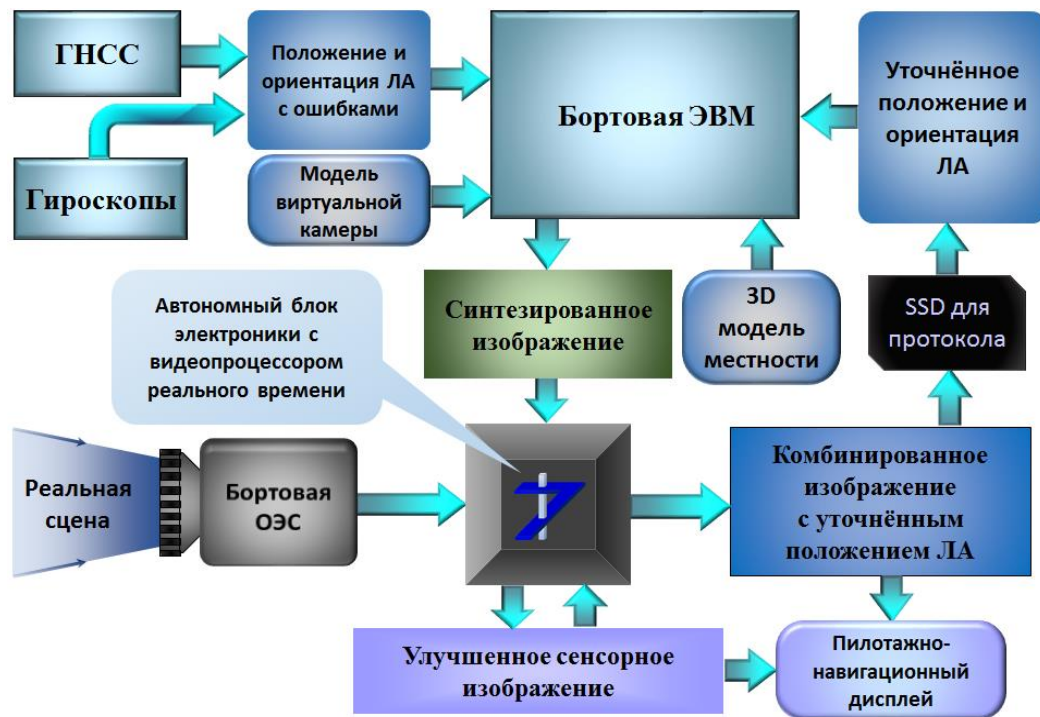 ГНСС
Положение и
ориентация ЛА
с ошибками
Бортовая ЭВМ
Уточнённое
положение и
ориентация
ЛА
Гироскопы
Модель
виртуальной
камеры
Автономный блок
электроники с
видеопроцессором
реального времени
Синтезированное
изображение
3D
модель
местности
SSD для
протокола
Реальная
сцена
Бортовая
ОЭС
Комбинированное
изображение
с уточнённым
положением ЛА
Улучшенное сенсорное
изображение
Пилотажно-
навигационный
дисплей